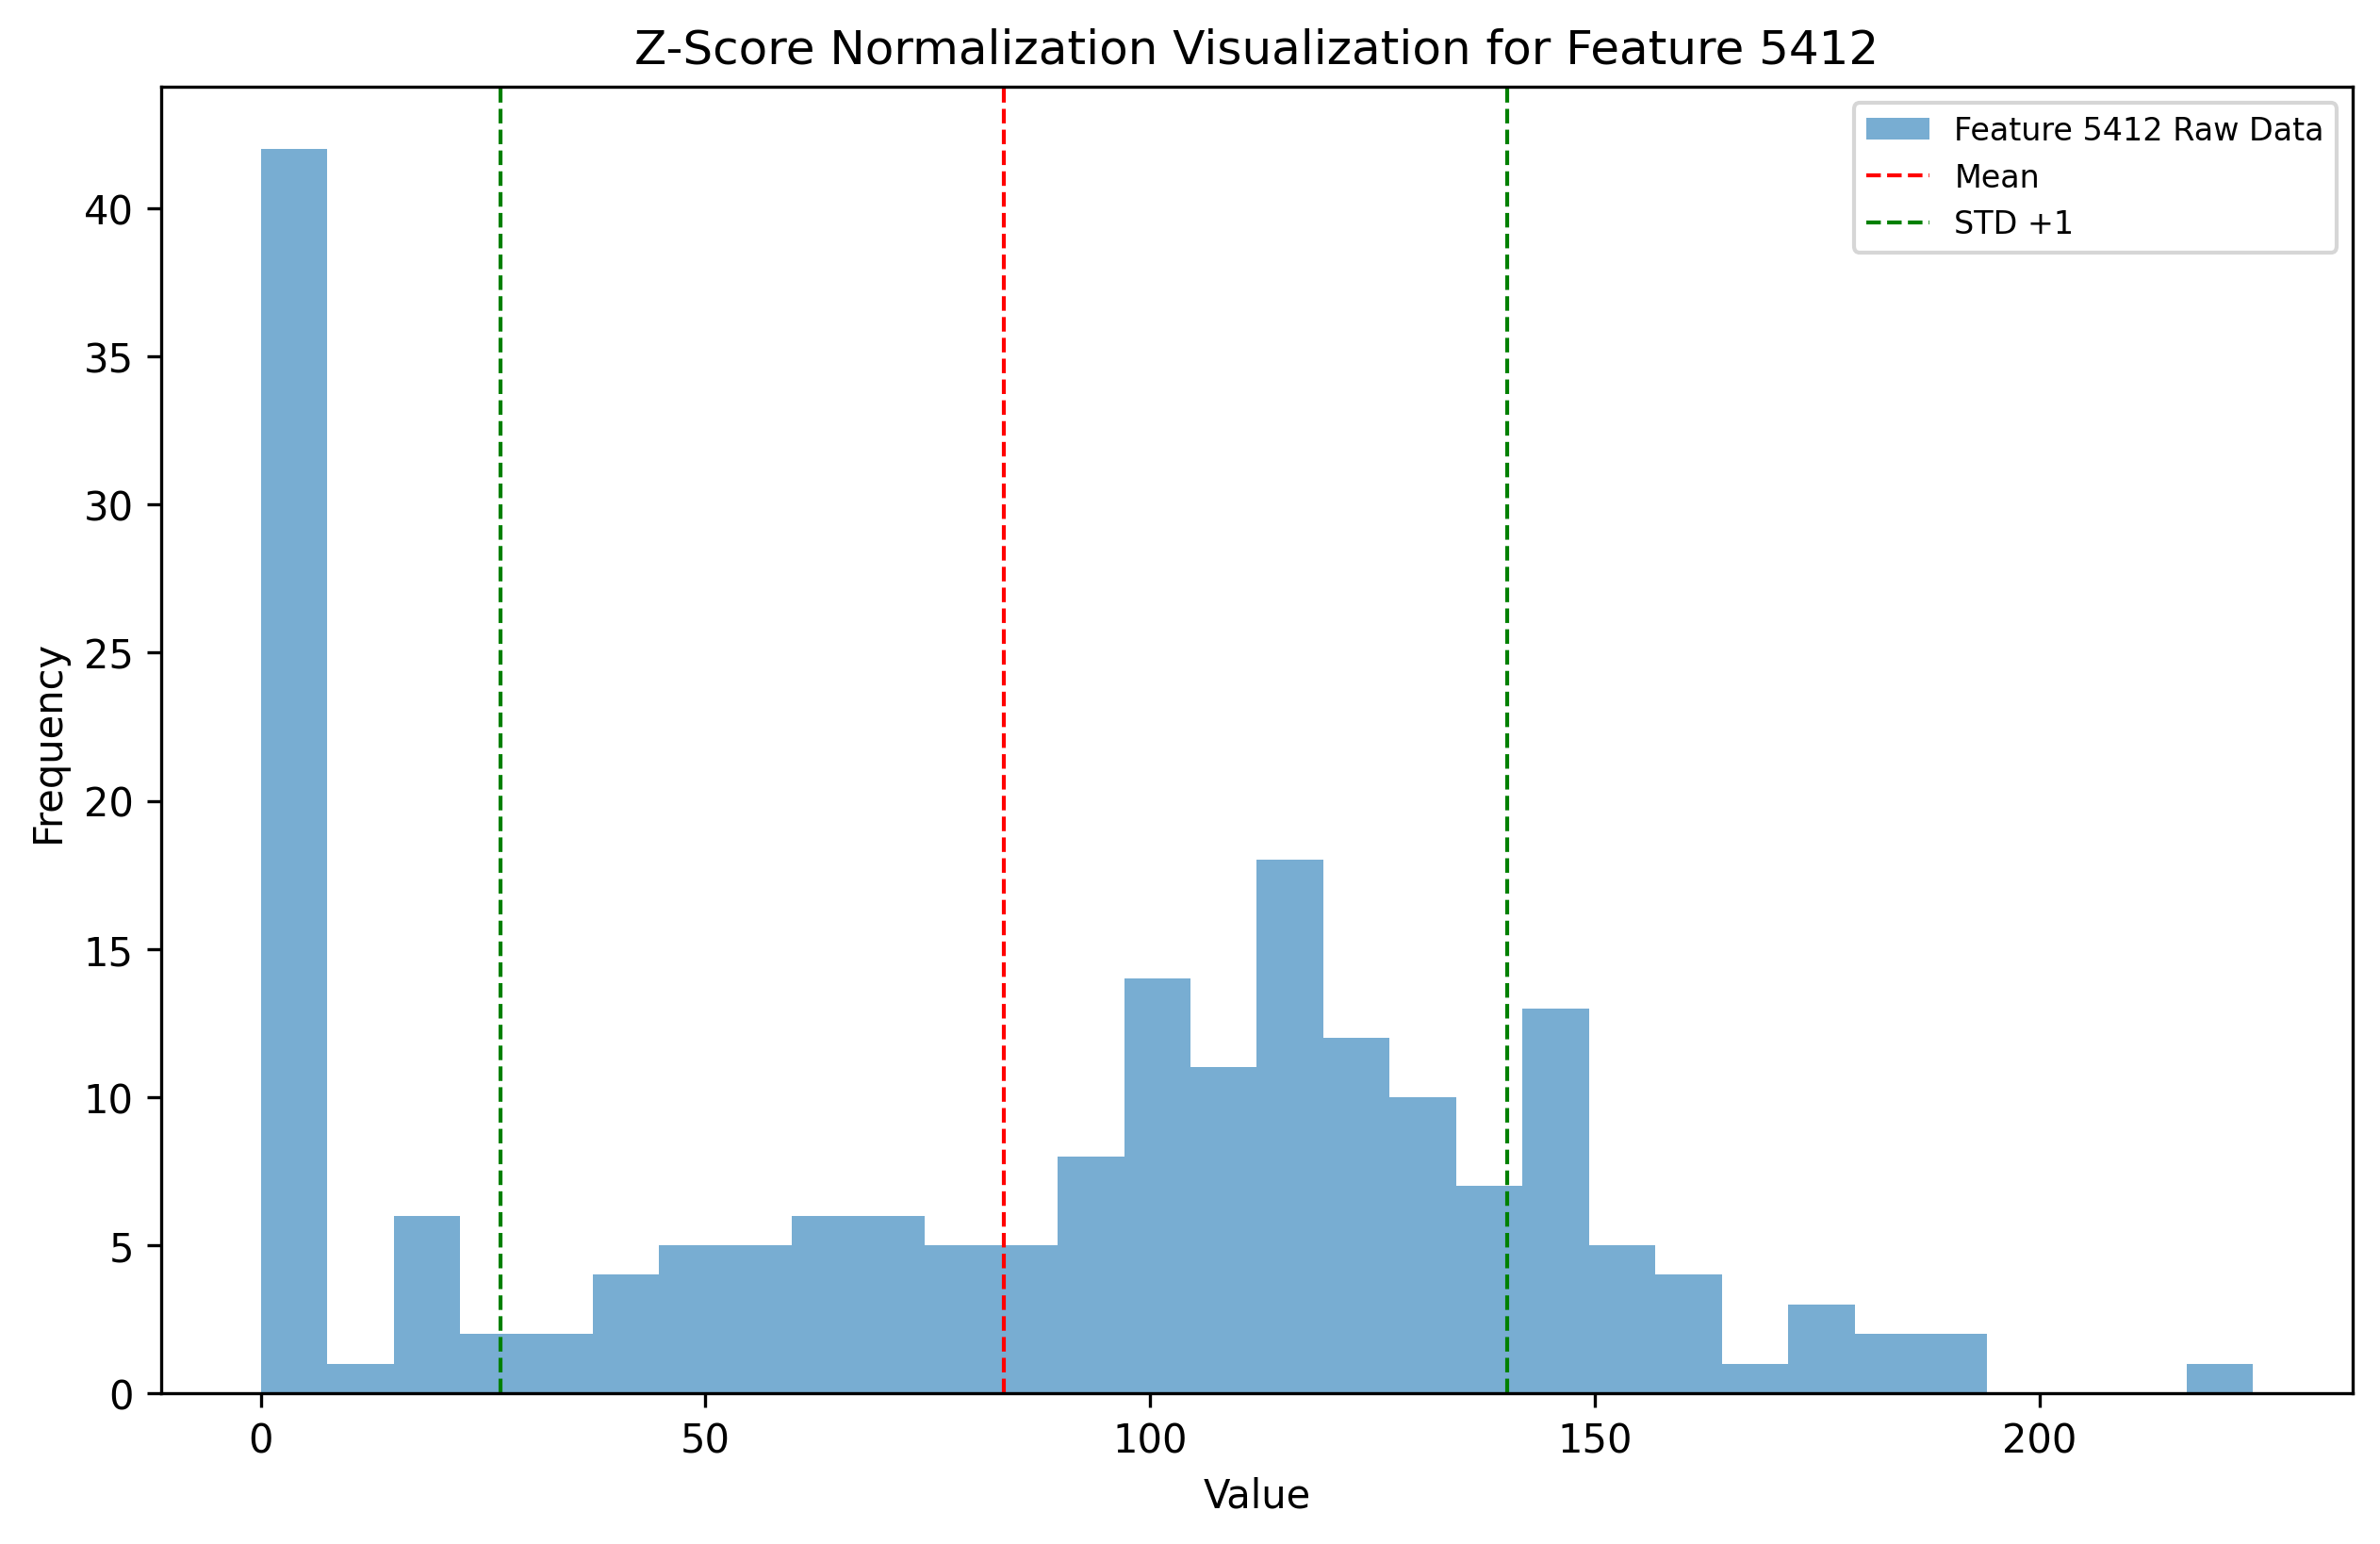 Z-Score Normalization Visualization for Feature 5412
Feature 5412 Raw Data
Mean
STD +1
Frequency
40
35
30
25
20
15
10
5
0
0 50 100 150 200
Value